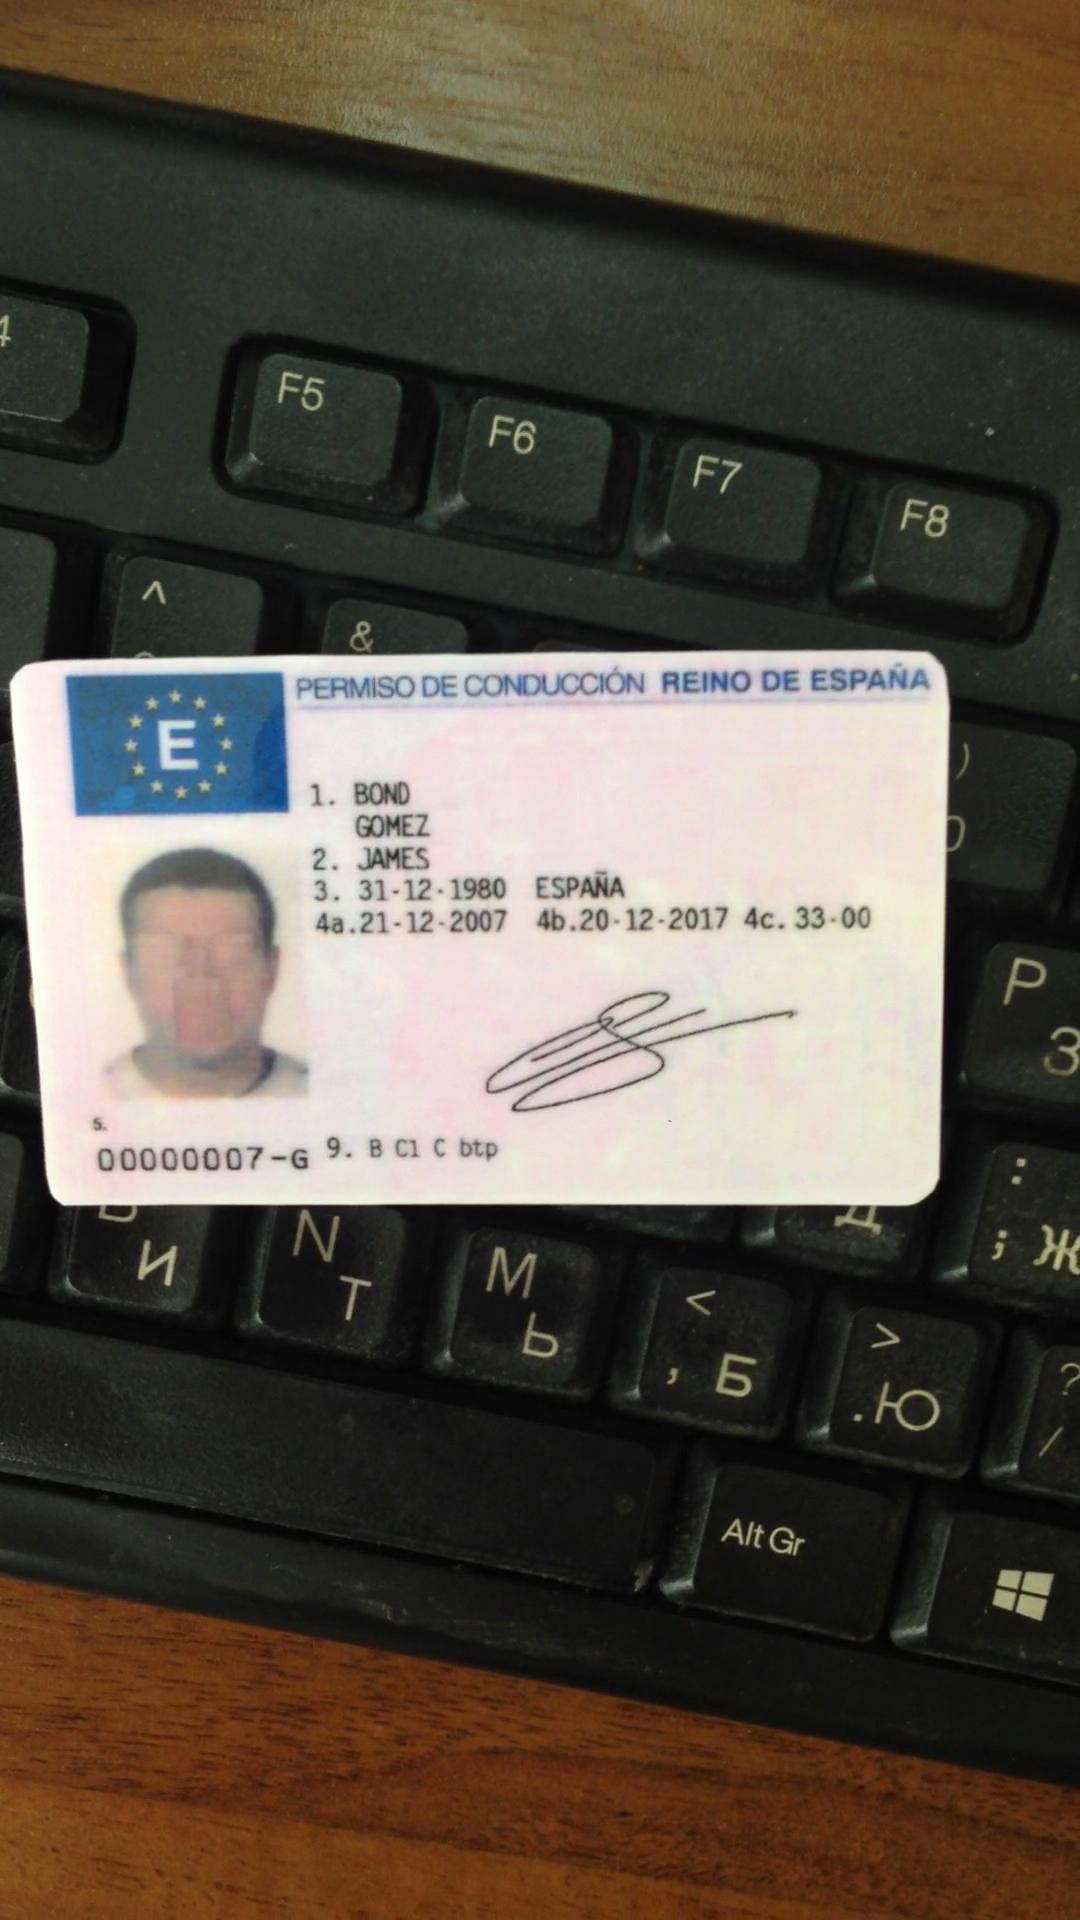 4
F5
F6
F7
F8
^
&
)
0
E
PERMISO DE CONDUCCIÓN REINO DE ESPAÑA
1. BOND
GOMEZ
2. JAMES
3. 31-12-1980 ESPAÑA
4a.21-12-2007 4b.20-12-2017 4c. 33-00
5.
00000007-G 9. B C1 C btp
P
З
:
; Ж
Д
И
N
Т
M
Ь
<
, Б
>
. Ю
?
/
Alt Gr